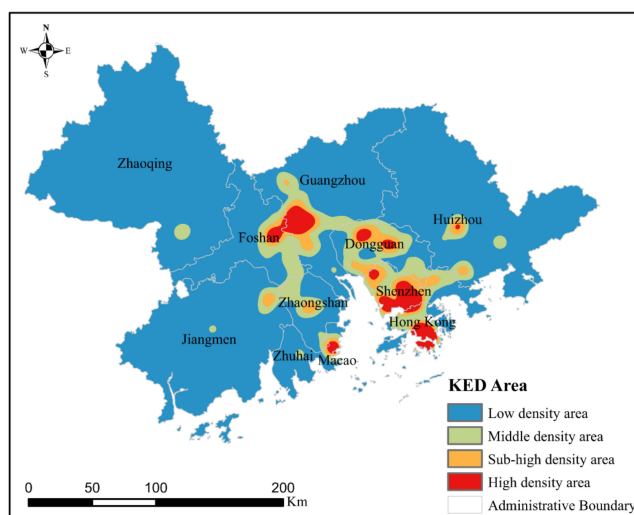 N
W E
S
Zhaoqing
Guangzhou
Huizhou
Foshan
Dongguan
Shenzhen
Zhaongshan
Hong Kong
Jiangmen
Zhuhai
Macao
KED Area
Low density area
Middle density area
Sub-high density area
High density area
Administrative Boundary
0 50 100 200
Km